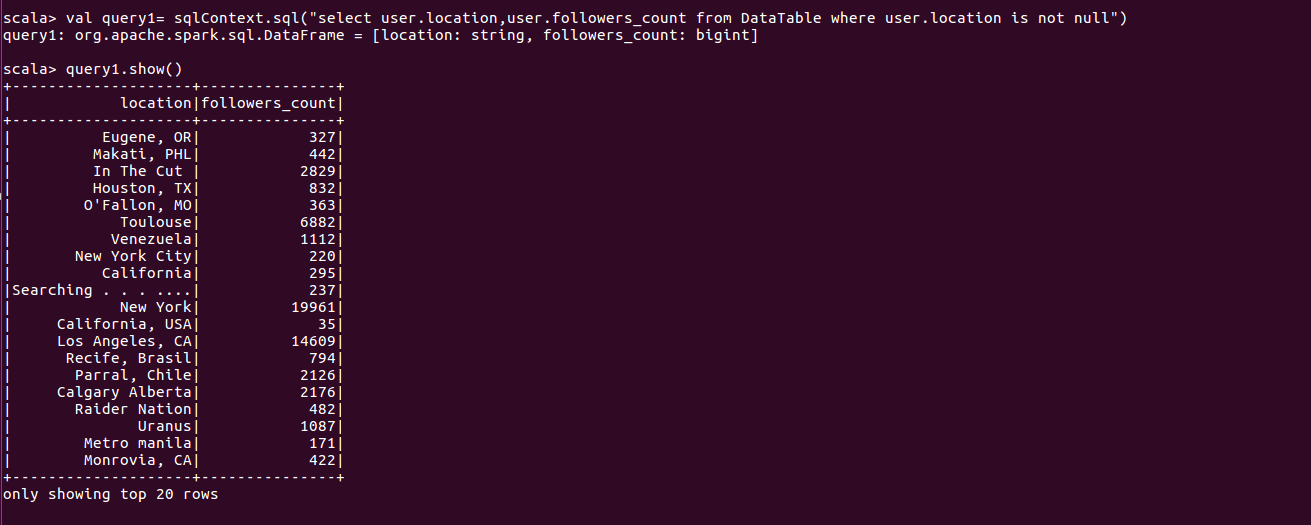 scala> val query1= sqlContext.sql("select user.location,user.followers_count from DataTable where user.location is not null")
query1: org.apache.spark.sql.DataFrame = [location: string, followers_count: bigint]

scala> query1.show()
+--------------------+---------------+
|            location|followers_count|
+--------------------+---------------+
|          Eugene, OR|            327|
|         Makati, PHL|            442|
|         In The Cut |           2829|
|         Houston, TX|            832|
|        O'Fallon, MO|            363|
|            Toulouse|           6882|
|           Venezuela|           1112|
|       New York City|            220|
|          California|            295|
|Searching . . . ....|            237|
|            New York|          19961|
|     California, USA|             35|
|     Los Angeles, CA|          14609|
|      Recife, Brasil|            794|
|       Parral, Chile|           2126|
|     Calgary Alberta|           2176|
|       Raider Nation|            482|
|              Uranus|           1087|
|        Metro manila|            171|
|        Monrovia, CA|            422|
+--------------------+---------------+
only showing top 20 rows